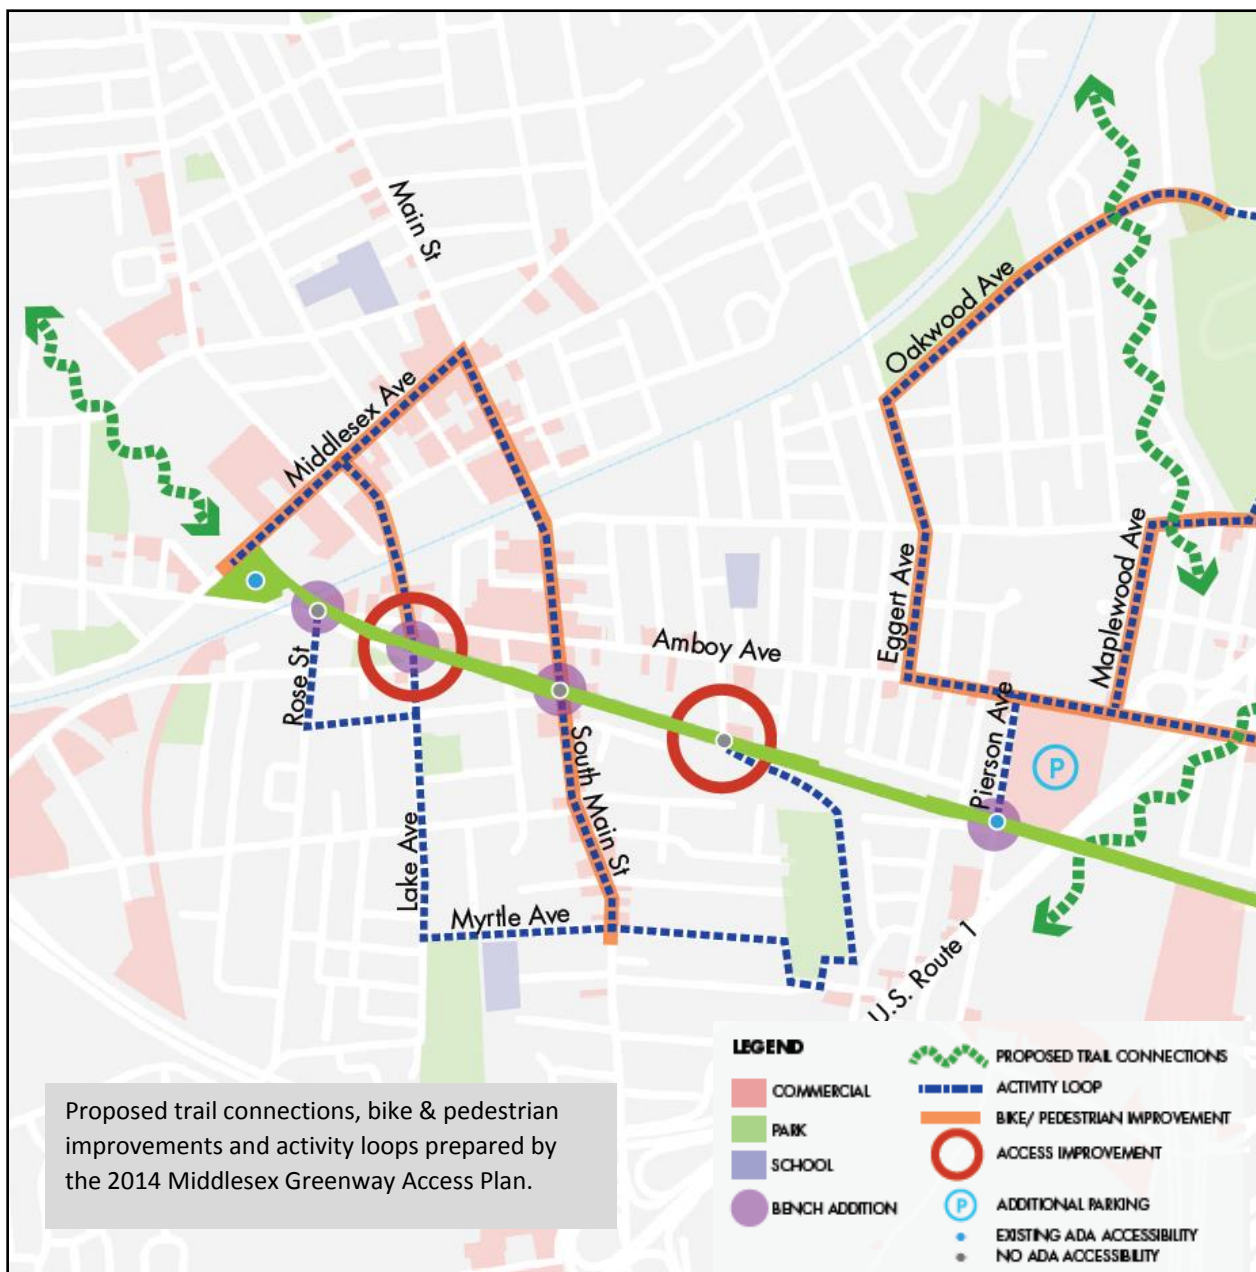 Main St
Oakwood Ave
Middlesex Ave
Eggert Ave
Maplewood Ave
Amboy Ave
Rose St
Pierson Ave
P
South Main St
Lake Ave
Myrtle Ave
U.S. Route 1
LEGEND
COMMERCIAL
PARK
SCHOOL
BENCH ADDITION
PROPOSED TRAIL CONNECTIONS
ACTIVITY LOOP
BIKE/ PEDESTRIAN IMPROVEMENT
ACCESS IMPROVEMENT
P
ADDITIONAL PARKING
EXISTING ADA ACCESSIBILITY
NO ADA ACCESSIBILITY
Proposed trail connections, bike & pedestrian
improvements and activity loops prepared by
the 2014 Middlesex Greenway Access Plan.